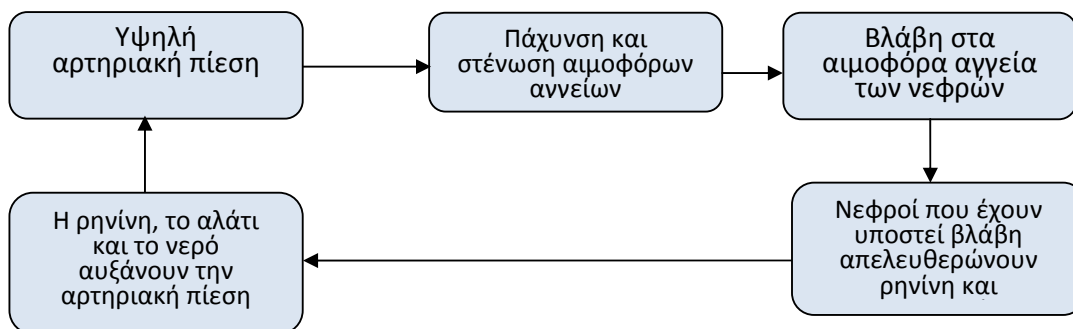 Υψηλή
αρτηριακή πίεση
Πάχυνση και
στένωση αιμοφόρων
αννείων
Βλάβη στα
αιμοφόρα αγγεία
των νεφρών
Νεφροί που έχουν
υποστεί βλάβη
απελευθερώνουν
ρηνίνη και
Η ρηνίνη, το αλάτι
και το νερό
αυξάνουν την
αρτηριακή πίεση